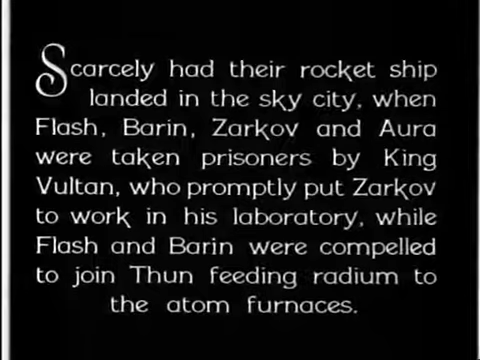 Scarcely had their rocket ship
landed in the sky city, when
Flash, Barin, Zarkov and Aura
were taken prisoners by King
Vultan, who promptly put Zarkov
to work in his laboratory, while
Flash and Barin were compelled
to join Thun feeding radium to
the atom furnaces.